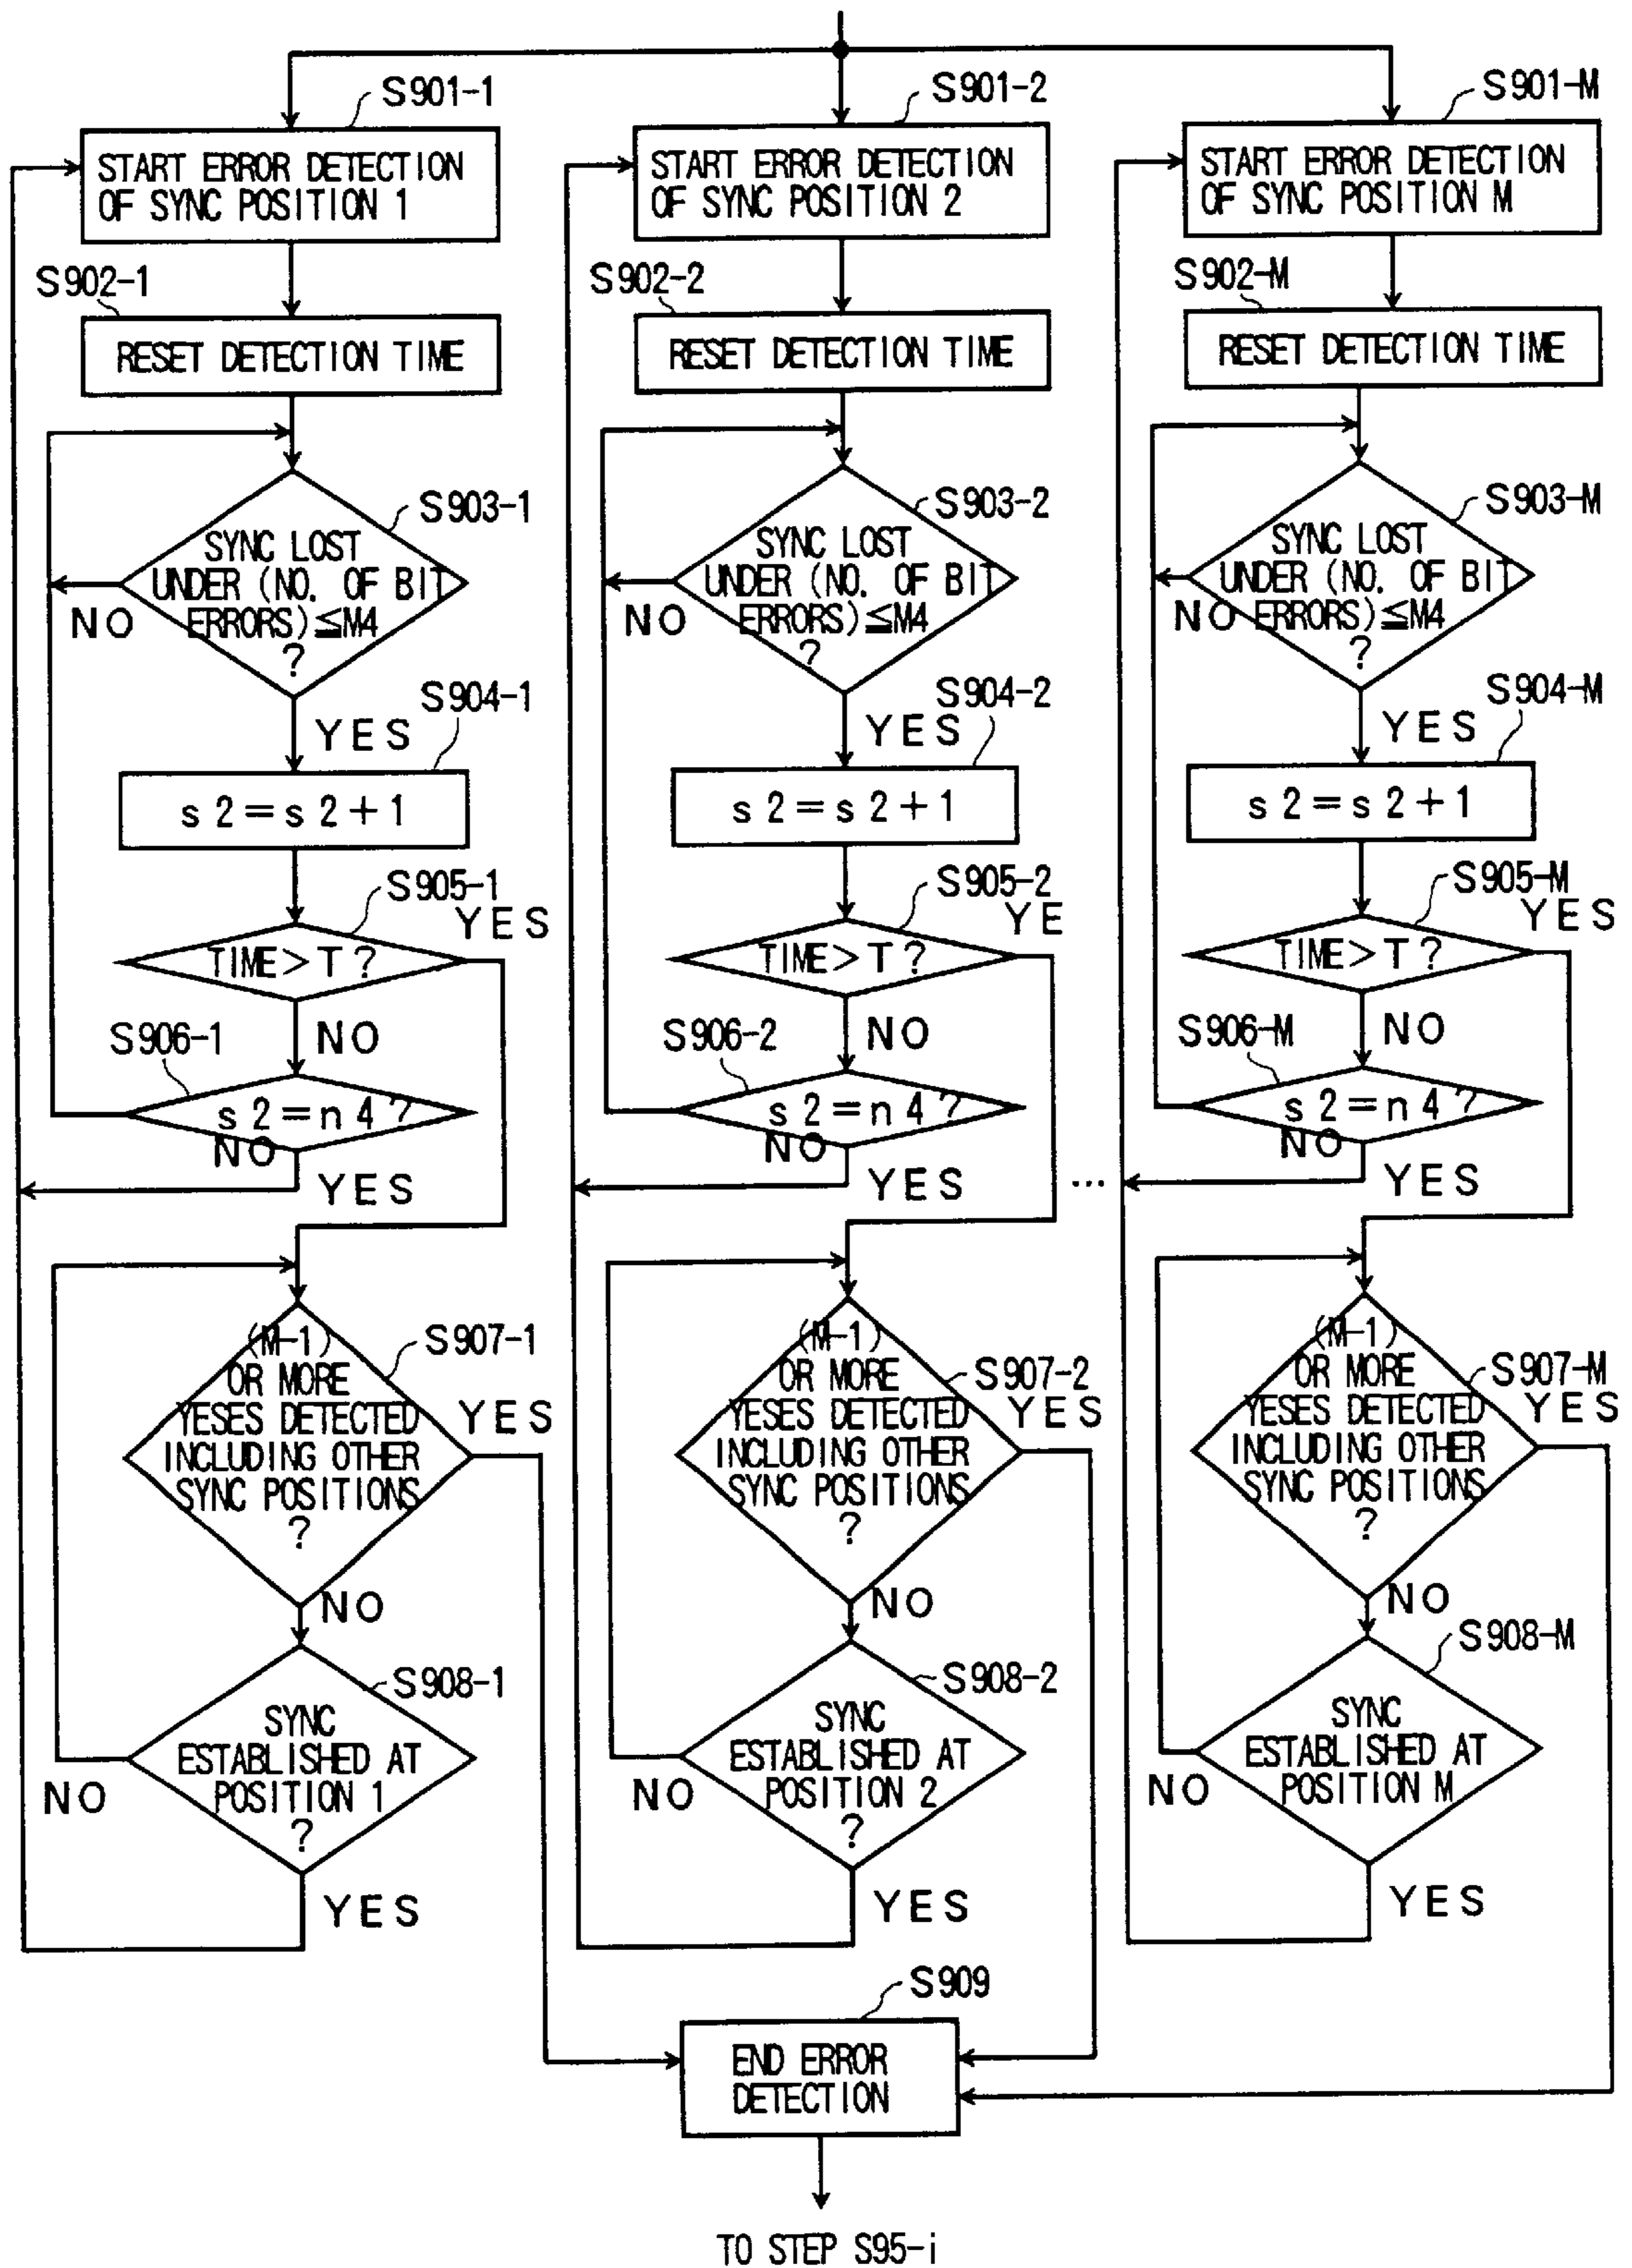 S901-1
START ERROR DETECTION
OF SYNC POSITION 1
S902-1
RESET DETECTION TIME
S903-1
SYNC LOST
UNDER (NO. OF BIT
ERRORS)≦M4
?
NO
YES
S904-1
s2=s2+1
S905-1
YES
TIME>T?
NO
S906-1
s2=n4?
NO
YES
S907-1
(M-1)
OR MORE
YESES DETECTED
INCLUDING OTHER
SYNC POSITIONS
?
YES
NO
S908-1
SYNC
ESTABLISHED AT
POSITION 1
?
NO
YES
S901-2
START ERROR DETECTION
OF SYNC POSITION 2
S902-2
RESET DETECTION TIME
S903-2
SYNC LOST
UNDER (NO. OF BIT
ERRORS)≦M4
?
NO
YES
S904-2
s2=s2+1
S905-2
YE
TIME>T?
NO
S906-2
s2=n4?
NO
YES
...
S907-2
(M-1)
OR MORE
YESES DETECTED
INCLUDING OTHER
SYNC POSITIONS
?
YES
NO
S908-2
SYNC
ESTABLISHED AT
POSITION 2
?
NO
YES
S901-M
START ERROR DETECTION
OF SYNC POSITION M
S902-M
RESET DETECTION TIME
S903-M
SYNC LOST
UNDER (NO. OF BIT
ERRORS)≦M4
?
NO
YES
S904-M
s2=s2+1
S905-M
YES
TIME>T?
NO
S906-M
s2=n4?
NO
YES
S907-M
(M-1)
OR MORE
YESES DETECTED
INCLUDING OTHER
SYNC POSITIONS
?
YES
NO
S908-M
SYNC
ESTABLISHED AT
POSITION M
NO
YES
S909
END ERROR
DETECTION
TO STEP S95-i